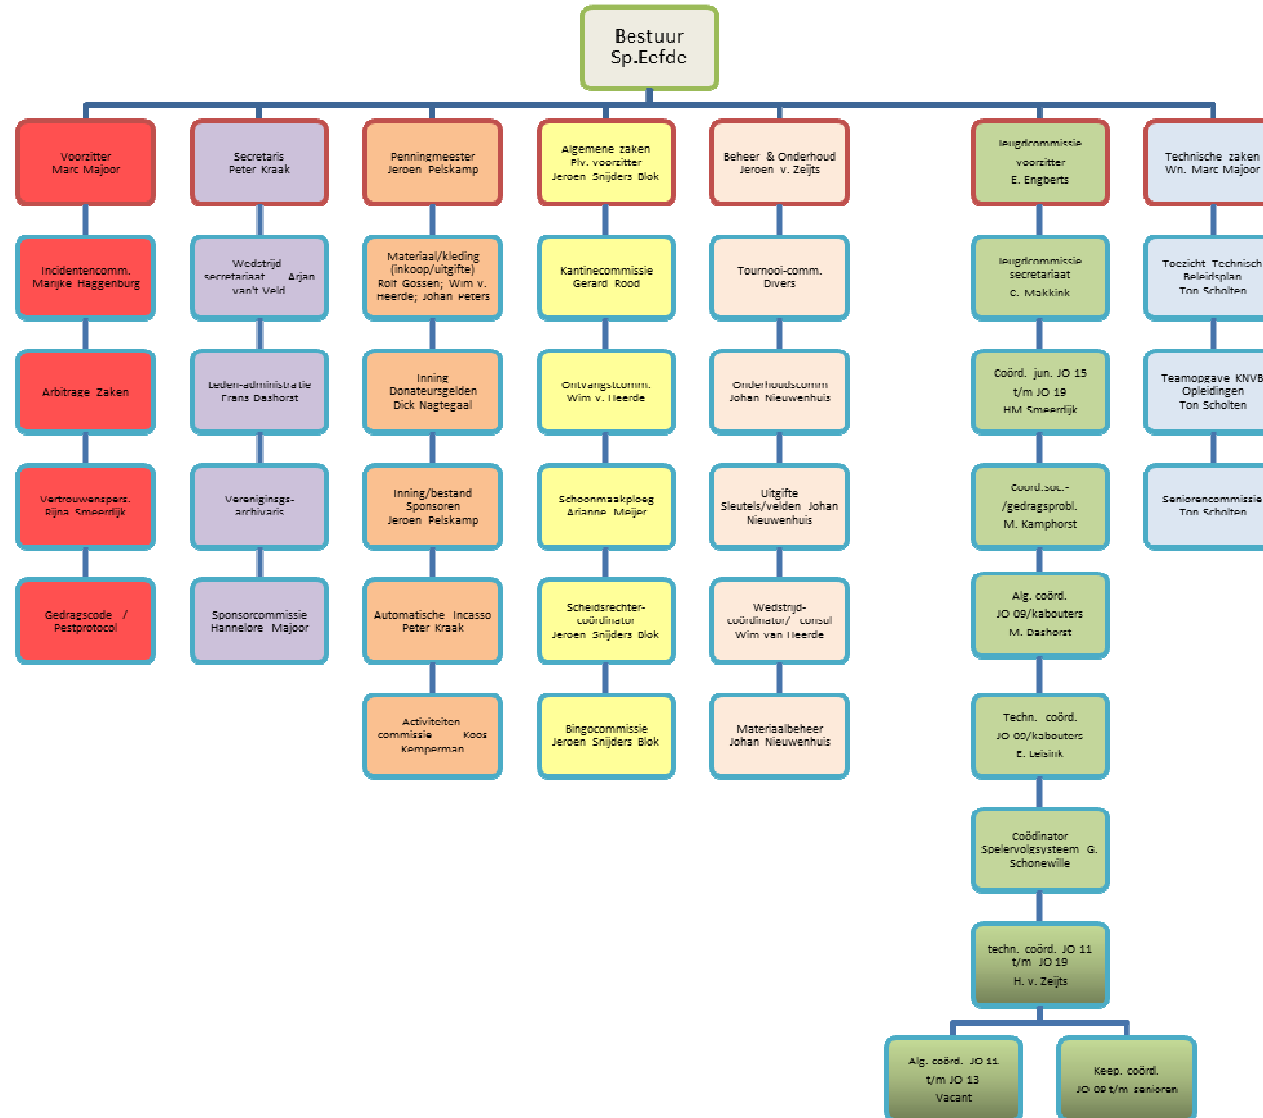 Bestuur
Sp.Eefde
Voorzitter
Marc Majoor
Incidentencomm.
Marijke Haggenburg
Arbitrage Zaken
Vertrouwenspers.
Rijna Smeerdijk
Gedragscode /
Pestprotocol
Secretaris
Peter Kraak
Wedstrijd
secretariaat Arjan
van't Veld
Leden-administratie
Frans Dashorst
Verenigings-
archivaris
Sponsorcommissie
Hannelore Majoor
Penningmeester
Jeroen Pelskamp
Materiaal/kleding
(inkoop/uitgifte)
Rolf Gossen; Wim v.
Heerde; Johan Peters
Inning
Donateursgelden
Dick Nagtegaal
Inning/bestand
Sponsoren
Jeroen Pelskamp
Automatische Incasso
Peter Kraak
Activiteiten
commissie Koos
Kemperman
Algemene zaken
Plv. voorzitter
Jeroen Snijders Blok
Kantinecommissie
Gerard Rood
Ontvangstcomm.
Wim v. Heerde
Schoonmaakploeg
Arianne Meijer
Scheidsrechter-
coördinator
Jeroen Snijders Blok
Bingocommissie
Jeroen Snijders Blok
Beheer & Onderhoud
Jeroen v. Zeijts
Tournooi-comm.
Divers
Onderhoudscomm
Johan Nieuwenhuis
Uitgifte
Sleutels/velden Johan
Nieuwenhuis
Wedstrijd-
coördinator/ consul
Wim van Heerde
Materiaalbeheer
Johan Nieuwenhuis
Jeugdcommissie
voorzitter
E. Engberts
Jeugdcommissie
secretariaat
C. Makkink
Coörd. jun. JO 15
t/m JO 19
HM Smeerdijk
Coörd.soc.-
/gedragsprobl.
M. Kamphorst
Alg. coörd.
JO 09/kabouters
M. Dashorst
Techn. coörd.
JO 09/kabouters
E. Leisink
Coödinator
Spelervolgsysteem G.
Schonewille
techn. coörd. JO 11
t/m JO 19
H. v. Zeijts
Alg. coörd. JO 11
t/m JO 13
Vacant
Keep. coörd.
JO 09 t/m senioren
Technische zaken
Wn. Marc Majoor
Toezicht Technisch
Beleidsplan
Ton Scholten
Teamopgave KNVB
Opleidingen
Ton Scholten
Seniorencommissie
Ton Scholten